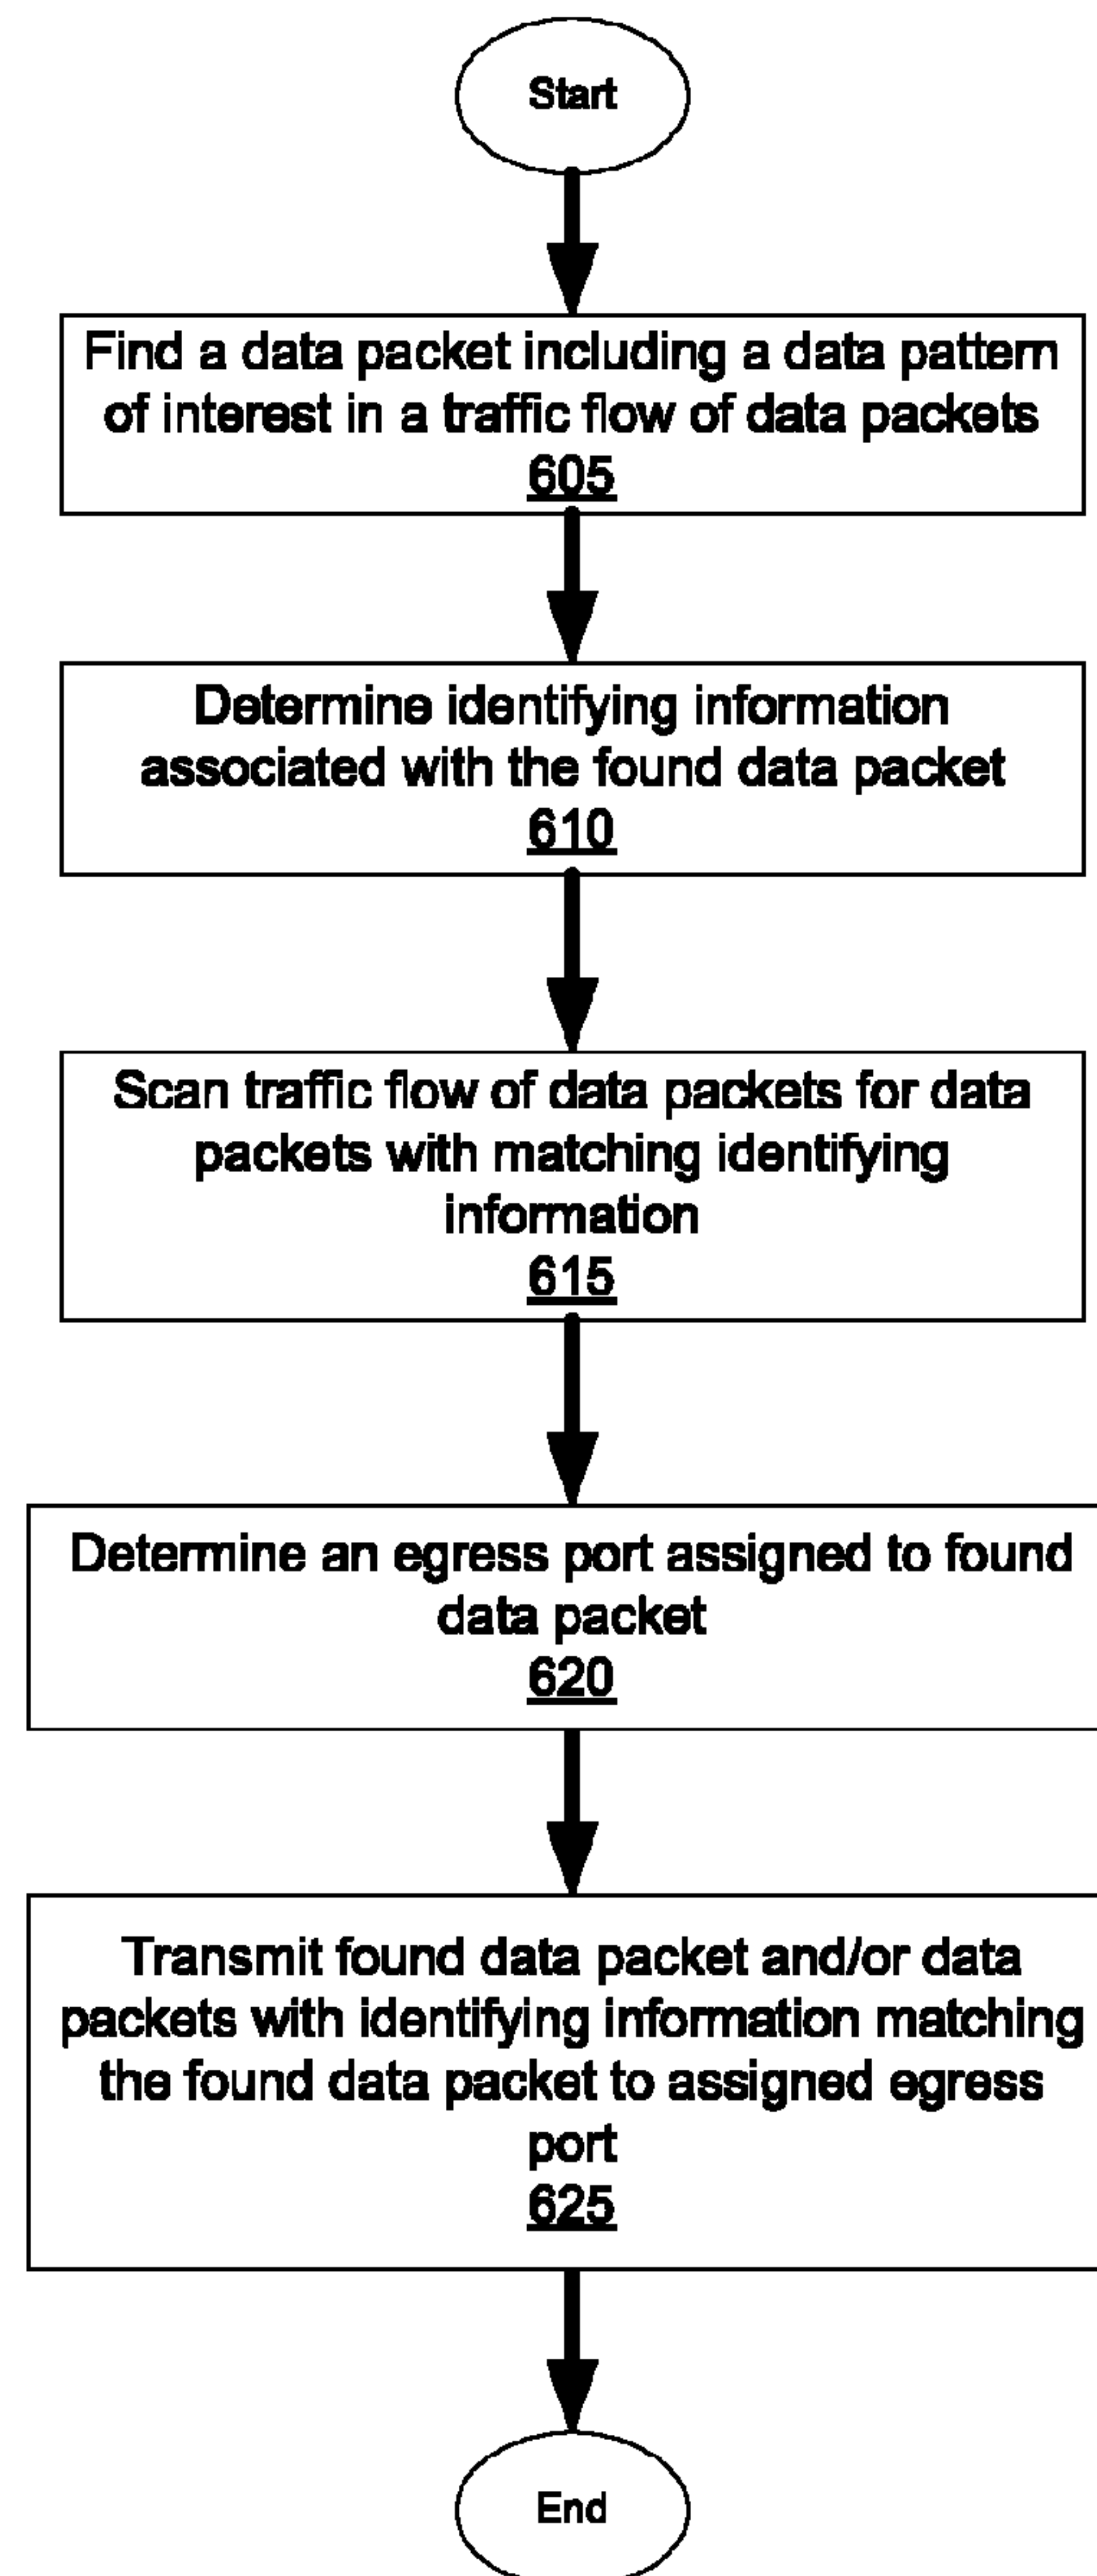 Start
Find a data packet including a data pattern
of interest in a traffic flow of data packets
605
Determine identifying information
associated with the found data packet
610
Scan traffic flow of data packets for data
packets with matching identifying
information
615
Determine an egress port assigned to found
data packet
620
Transmit found data packet and/or data
packets with identifying information matching
the found data packet to assigned egress
port
625
End